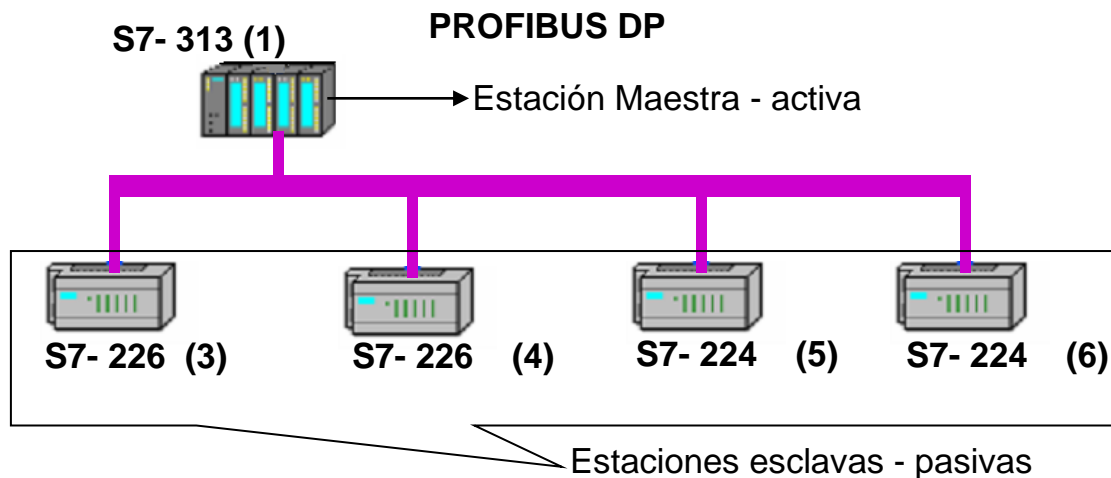 PROFIBUS DP
S7- 313 (1)
Estación Maestra - activa
S7- 226 (3)
S7- 226 (4)
S7- 224 (5)
S7- 224 (6)
Estaciones esclavas - pasivas